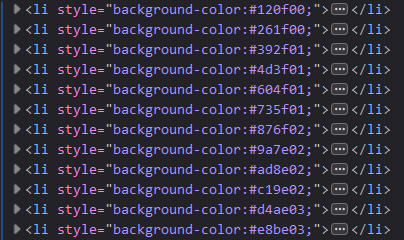 <li style="background-color:#120f00;">⋯</li>
<li style="background-color:#261f00;">⋯</li>
<li style="background-color:#392f01;">⋯</li>
<li style="background-color:#4d3f01;">⋯</li>
<li style="background-color:#604f01;">⋯</li>
<li style="background-color:#735f01;">⋯</li>
<li style="background-color:#876f02;">⋯</li>
<li style="background-color:#9a7e02;">⋯</li>
<li style="background-color:#ad8e02;">⋯</li>
<li style="background-color:#c19e02;">⋯</li>
<li style="background-color:#d4ae03;">⋯</li>
<li style="background-color:#e8be03;">⋯</li>